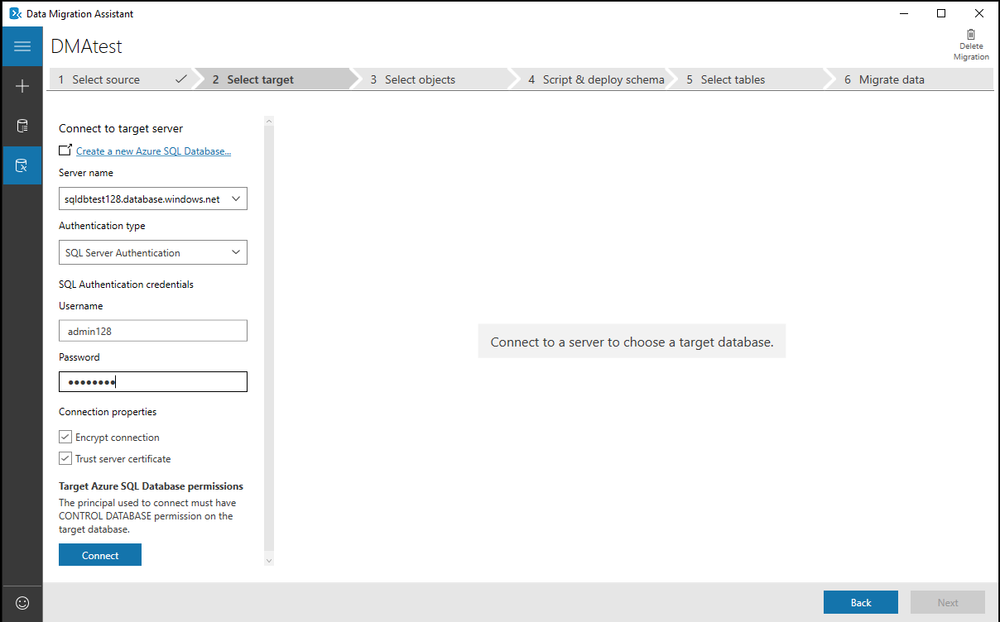 Data Migration Assistant
DMAtest
Delete
Migration
1 Select source
2 Select target
3 Select objects
4 Script & deploy schema
5 Select tables
6 Migrate data
Connect to target server
Create a new Azure SQL Database...
Server name
sqldbtest128.database.windows.net
Authentication type
SQL Server Authentication
SQL Authentication credentials
Username
admin128
Password
●●●●●●●●
Connection properties
Encrypt connection
Trust server certificate
Target Azure SQL Database permissions
The principal used to connect must have
CONTROL DATABASE permission on the
target database.
Connect
Connect to a server to choose a target database.
Back
Next